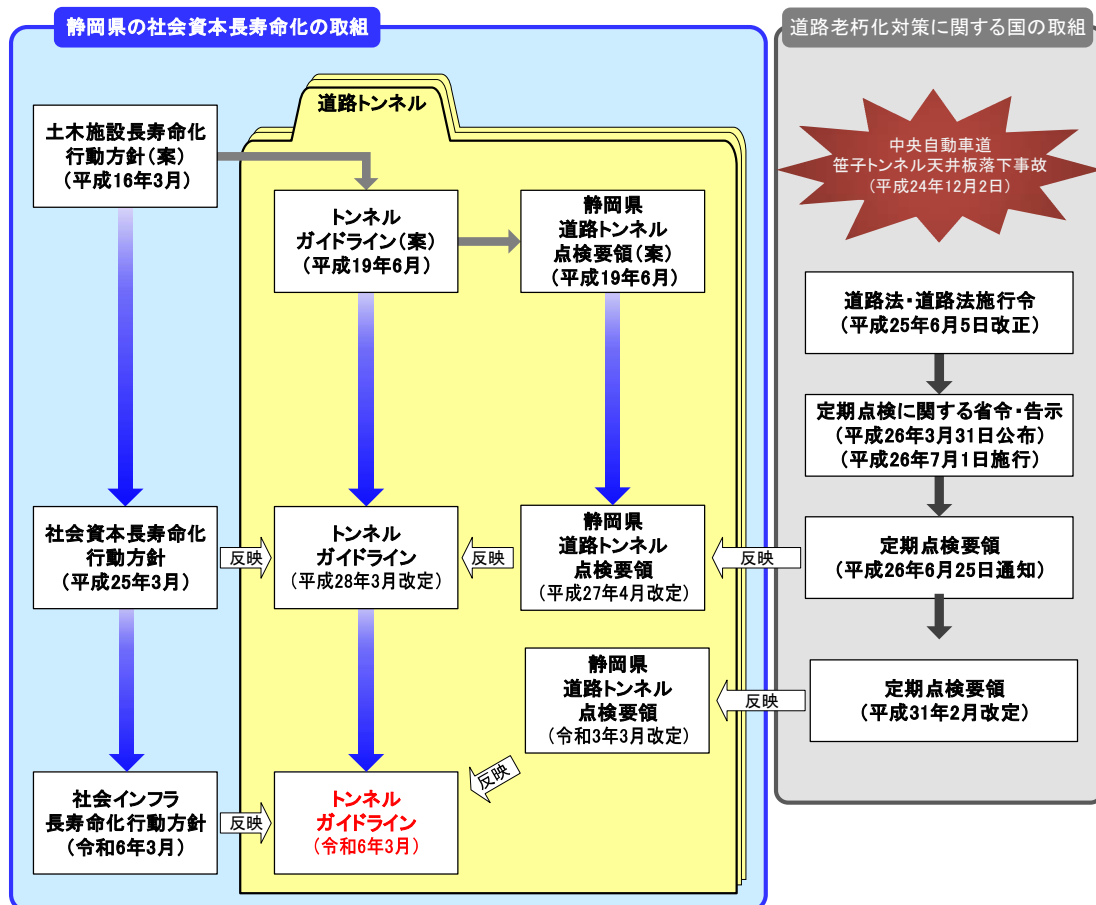 静岡県の社会資本長寿命化の取組
土木施設長寿命化
行動方針(案)
(平成16年3月)
社会資本長寿命化
行動方針
(平成25年3月)
社会インフラ
長寿命化行動方針
(令和6年3月)
反映
反映
道路トンネル
トンネル
ガイドライン(案)
(平成19年6月)
静岡県
道路トンネル
点検要領(案)
(平成19年6月)
トンネル
ガイドライン
(平成28年3月改定)
反映
静岡県
道路トンネル
点検要領
(平成27年4月改定)
静岡県
道路トンネル
点検要領
(令和3年3月改定)
反映
トンネル
ガイドライン
(令和6年3月)
道路老朽化対策に関する国の取組
中央自動車道
笹子トンネル天井板落下事故
(平成24年12月2日)
道路法・道路法施行令
(平成25年6月5日改正)
定期点検に関する省令・告示
(平成26年3月31日公布)
(平成26年7月1日施行)
反映
定期点検要領
(平成26年6月25日通知)
反映
定期点検要領
(平成31年2月改定)